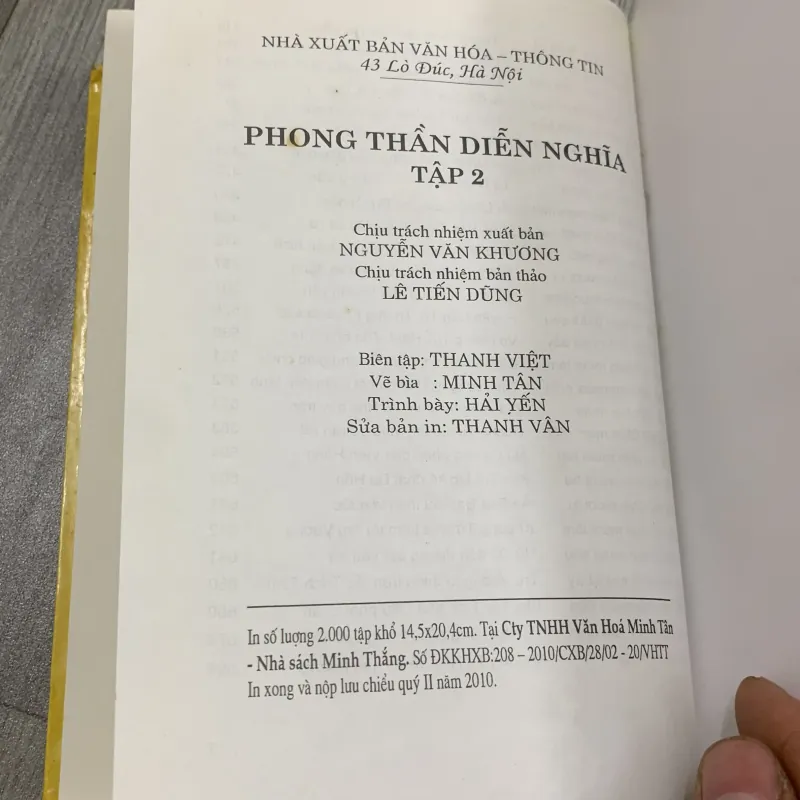 NHÀ XUẤT BẢN VĂN HÓA – THÔNG TIN
43 Lò Đúc, Hà Nội
PHONG THẦN DIỄN NGHĨA
TẬP 2
Chịu trách nhiệm xuất bản
NGUYỄN VĂN KHƯƠNG
Chịu trách nhiệm bản thảo
LÊ TIẾN DŨNG
Biên tập: THANH VIỆT
Vẽ bìa : MINH TÂN
Trình bày: HẢI YẾN
Sửa bản in: THANH VÂN
In số lượng 2.000 tập khổ 14,5x20,4cm. Tại Cty TNHH Văn Hoá Minh Tân
- Nhà sách Minh Thắng. Số ĐKKHXB:208 – 2010/CXB/28/02 - 20/VHTT
In xong và nộp lưu chiểu quý II năm 2010.